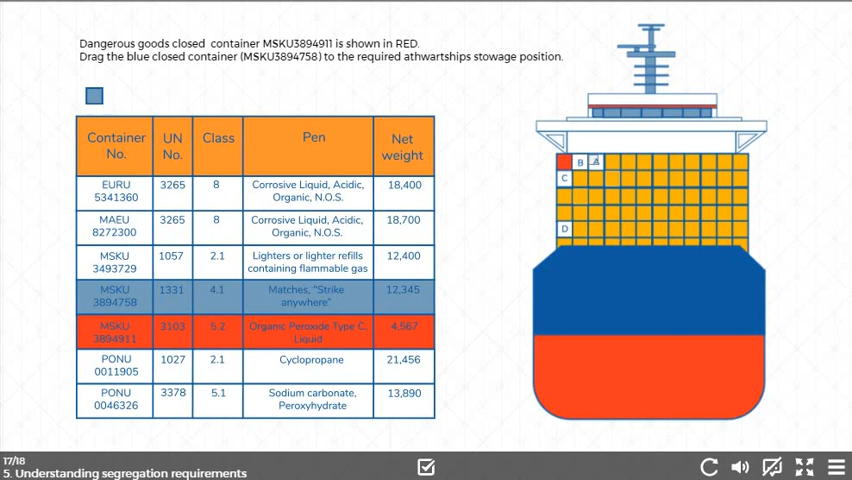 Dangerous goods closed container MSKU3894911 is shown in RED.
Drag the blue closed container (MSKU3894758) to the required athwartships stowage position.
Container No. UN No. Class Pen Net weight
EURU 5341360 3265 8 Corrosive Liquid, Acidic, Organic, N.O.S. 18,400
MAEU 8272300 3265 8 Corrosive Liquid, Acidic, Organic, N.O.S. 18,700
MSKU 3493729 1057 2.1 Lighters or lighter refills containing flammable gas 12,400
MSKU 3894758 1331 4.1 Matches, "Strike anywhere" 12,345
MSKU 3894911 3103 5.2 Organic Peroxide Type C, Liquid 4,567
PONU 0011905 1027 2.1 Cyclopropane 21,456
PONU 0046326 3378 5.1 Sodium carbonate, Peroxyhydrate 13,890
B A
C
D
17/18
5. Understanding segregation requirements